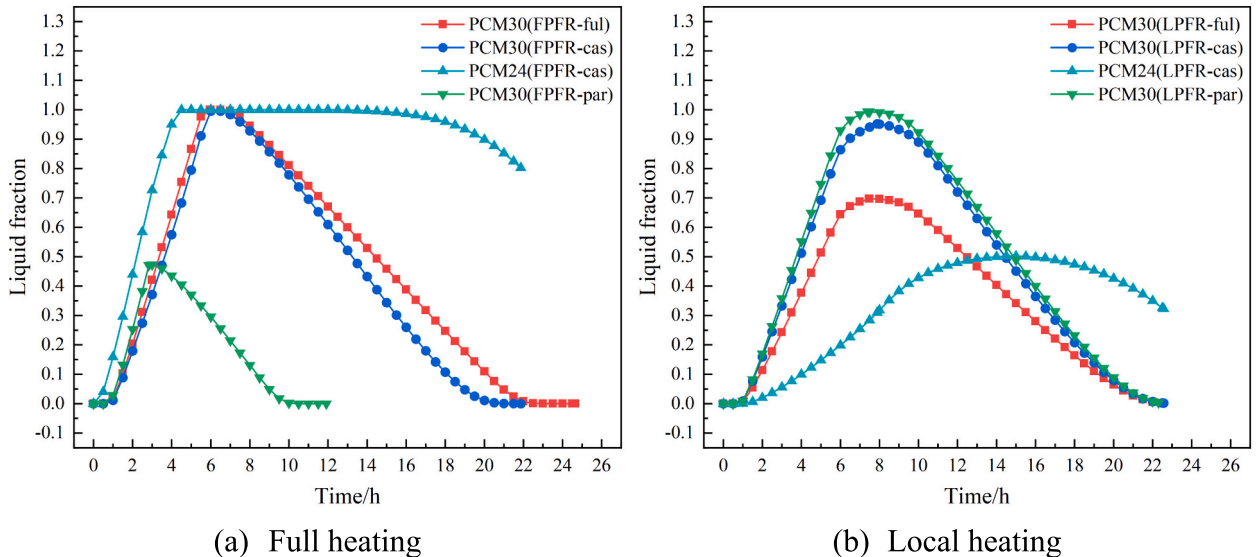 PCM30(FPFR-ful)
PCM30(FPFR-cas)
PCM24(FPFR-cas)
PCM30(FPFR-par)
1.3
1.2
1.1
1.0
0.9
0.8
0.7
0.6
0.5
0.4
0.3
0.2
0.1
0.0
-0.1
Liquid fraction
0 2 4 6 8 10 12 14 16 18 20 22 24 26
Time/h
(a) Full heating
PCM30(LPFR-ful)
PCM30(LPFR-cas)
PCM24(LPFR-cas)
PCM30(LPFR-par)
1.3
1.2
1.1
1.0
0.9
0.8
0.7
0.6
0.5
0.4
0.3
0.2
0.1
0.0
-0.1
Liquid fraction
0 2 4 6 8 10 12 14 16 18 20 22 24 26
Time/h
(b) Local heating